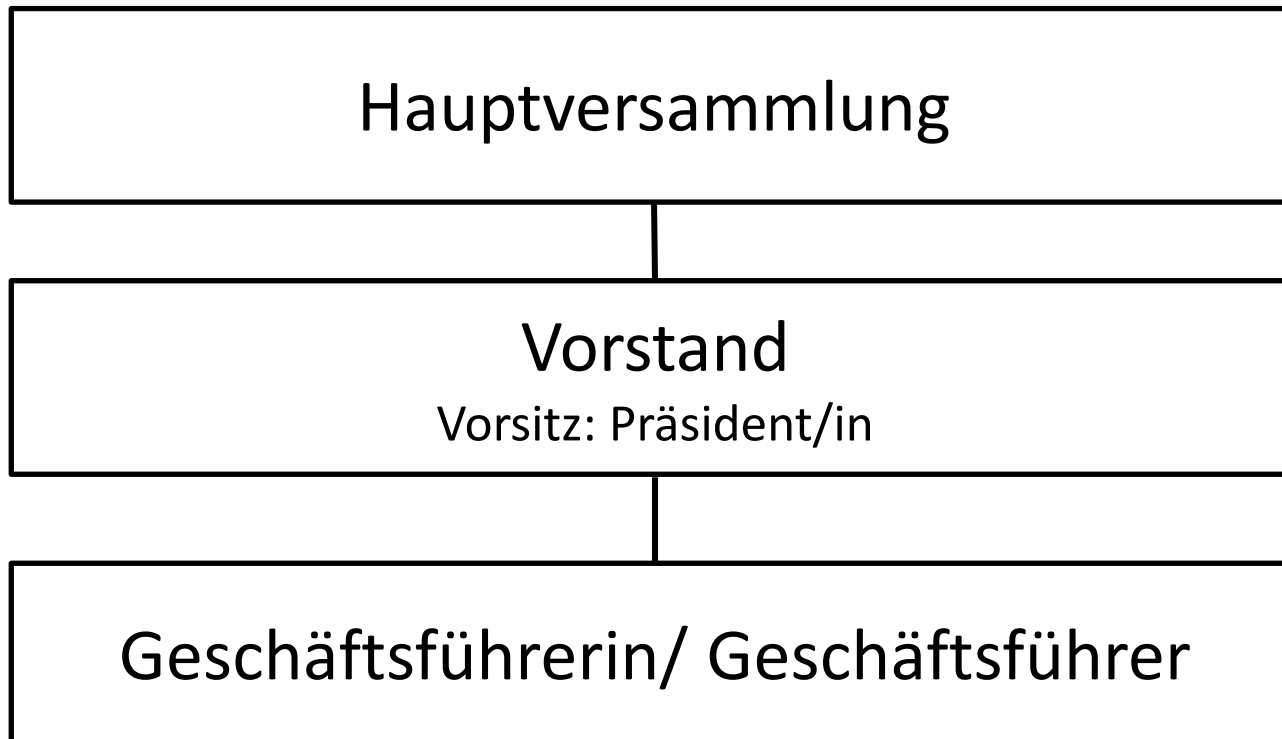 Hauptversammlung
Vorstand
Vorsitz: Präsident/in
Geschäftsführerin/ Geschäftsführer